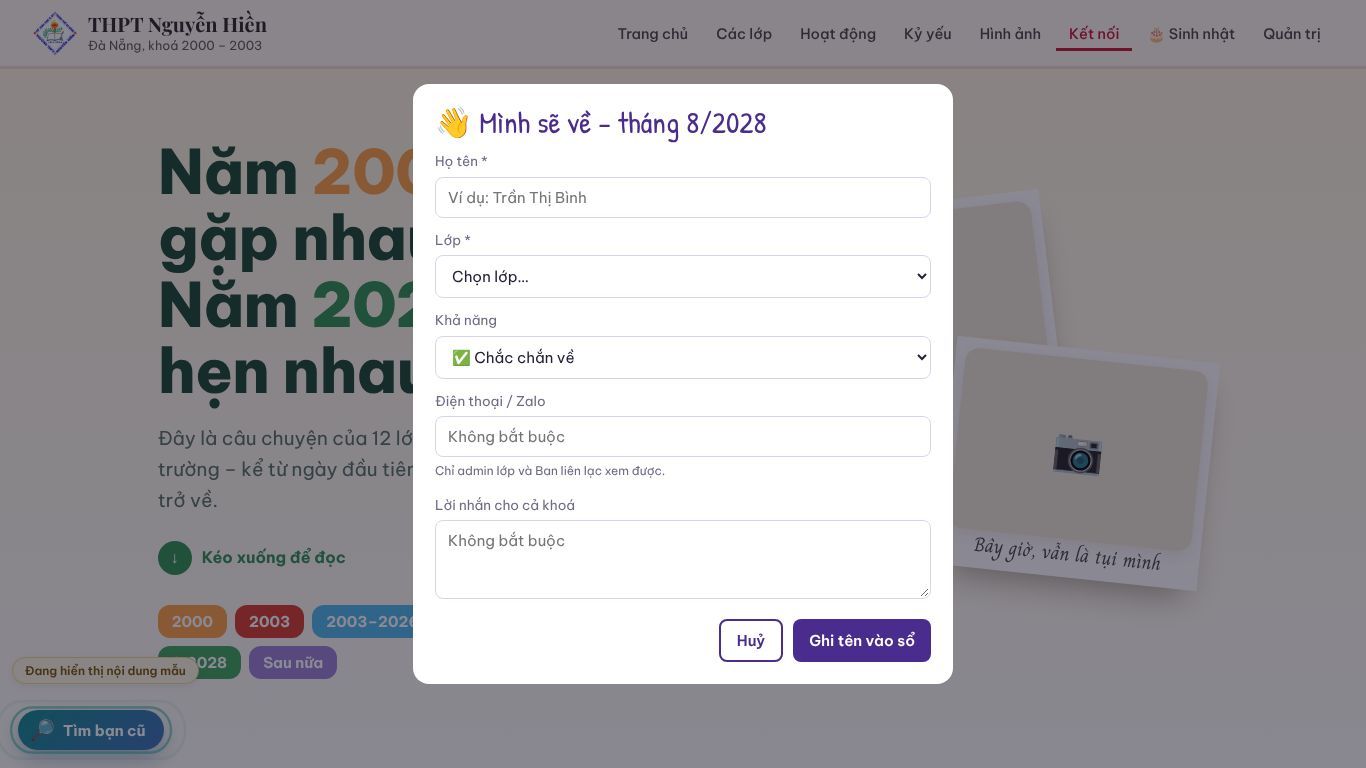 THPT Nguyễn Hiền
Đà Nẵng, khoá 2000 – 2003
Trang chủ
Các lớp
Hoạt động
Kỷ yếu
Hình ảnh
Kết nối
🎂 Sinh nhật
Quản trị
Năm 200
gặp nhau
Năm 202
hẹn nhau
Đây là câu chuyện của 12 lớ
trường – kể từ ngày đầu tiên
trở về.
↓ Kéo xuống để đọc
2000
2003
2003–2026
2028
Sau nữa
Đang hiển thị nội dung mẫu
🔎 Tìm bạn cũ
👋 Mình sẽ về – tháng 8/2028
Họ tên *
Ví dụ: Trần Thị Bình
Lớp *
Chọn lớp...
Khả năng
✅ Chắc chắn về
Điện thoại / Zalo
Không bắt buộc
Chỉ admin lớp và Ban liên lạc xem được.
Lời nhắn cho cả khoá
Không bắt buộc
Huỷ
Ghi tên vào sổ
Bây giờ, vẫn là tụi mình